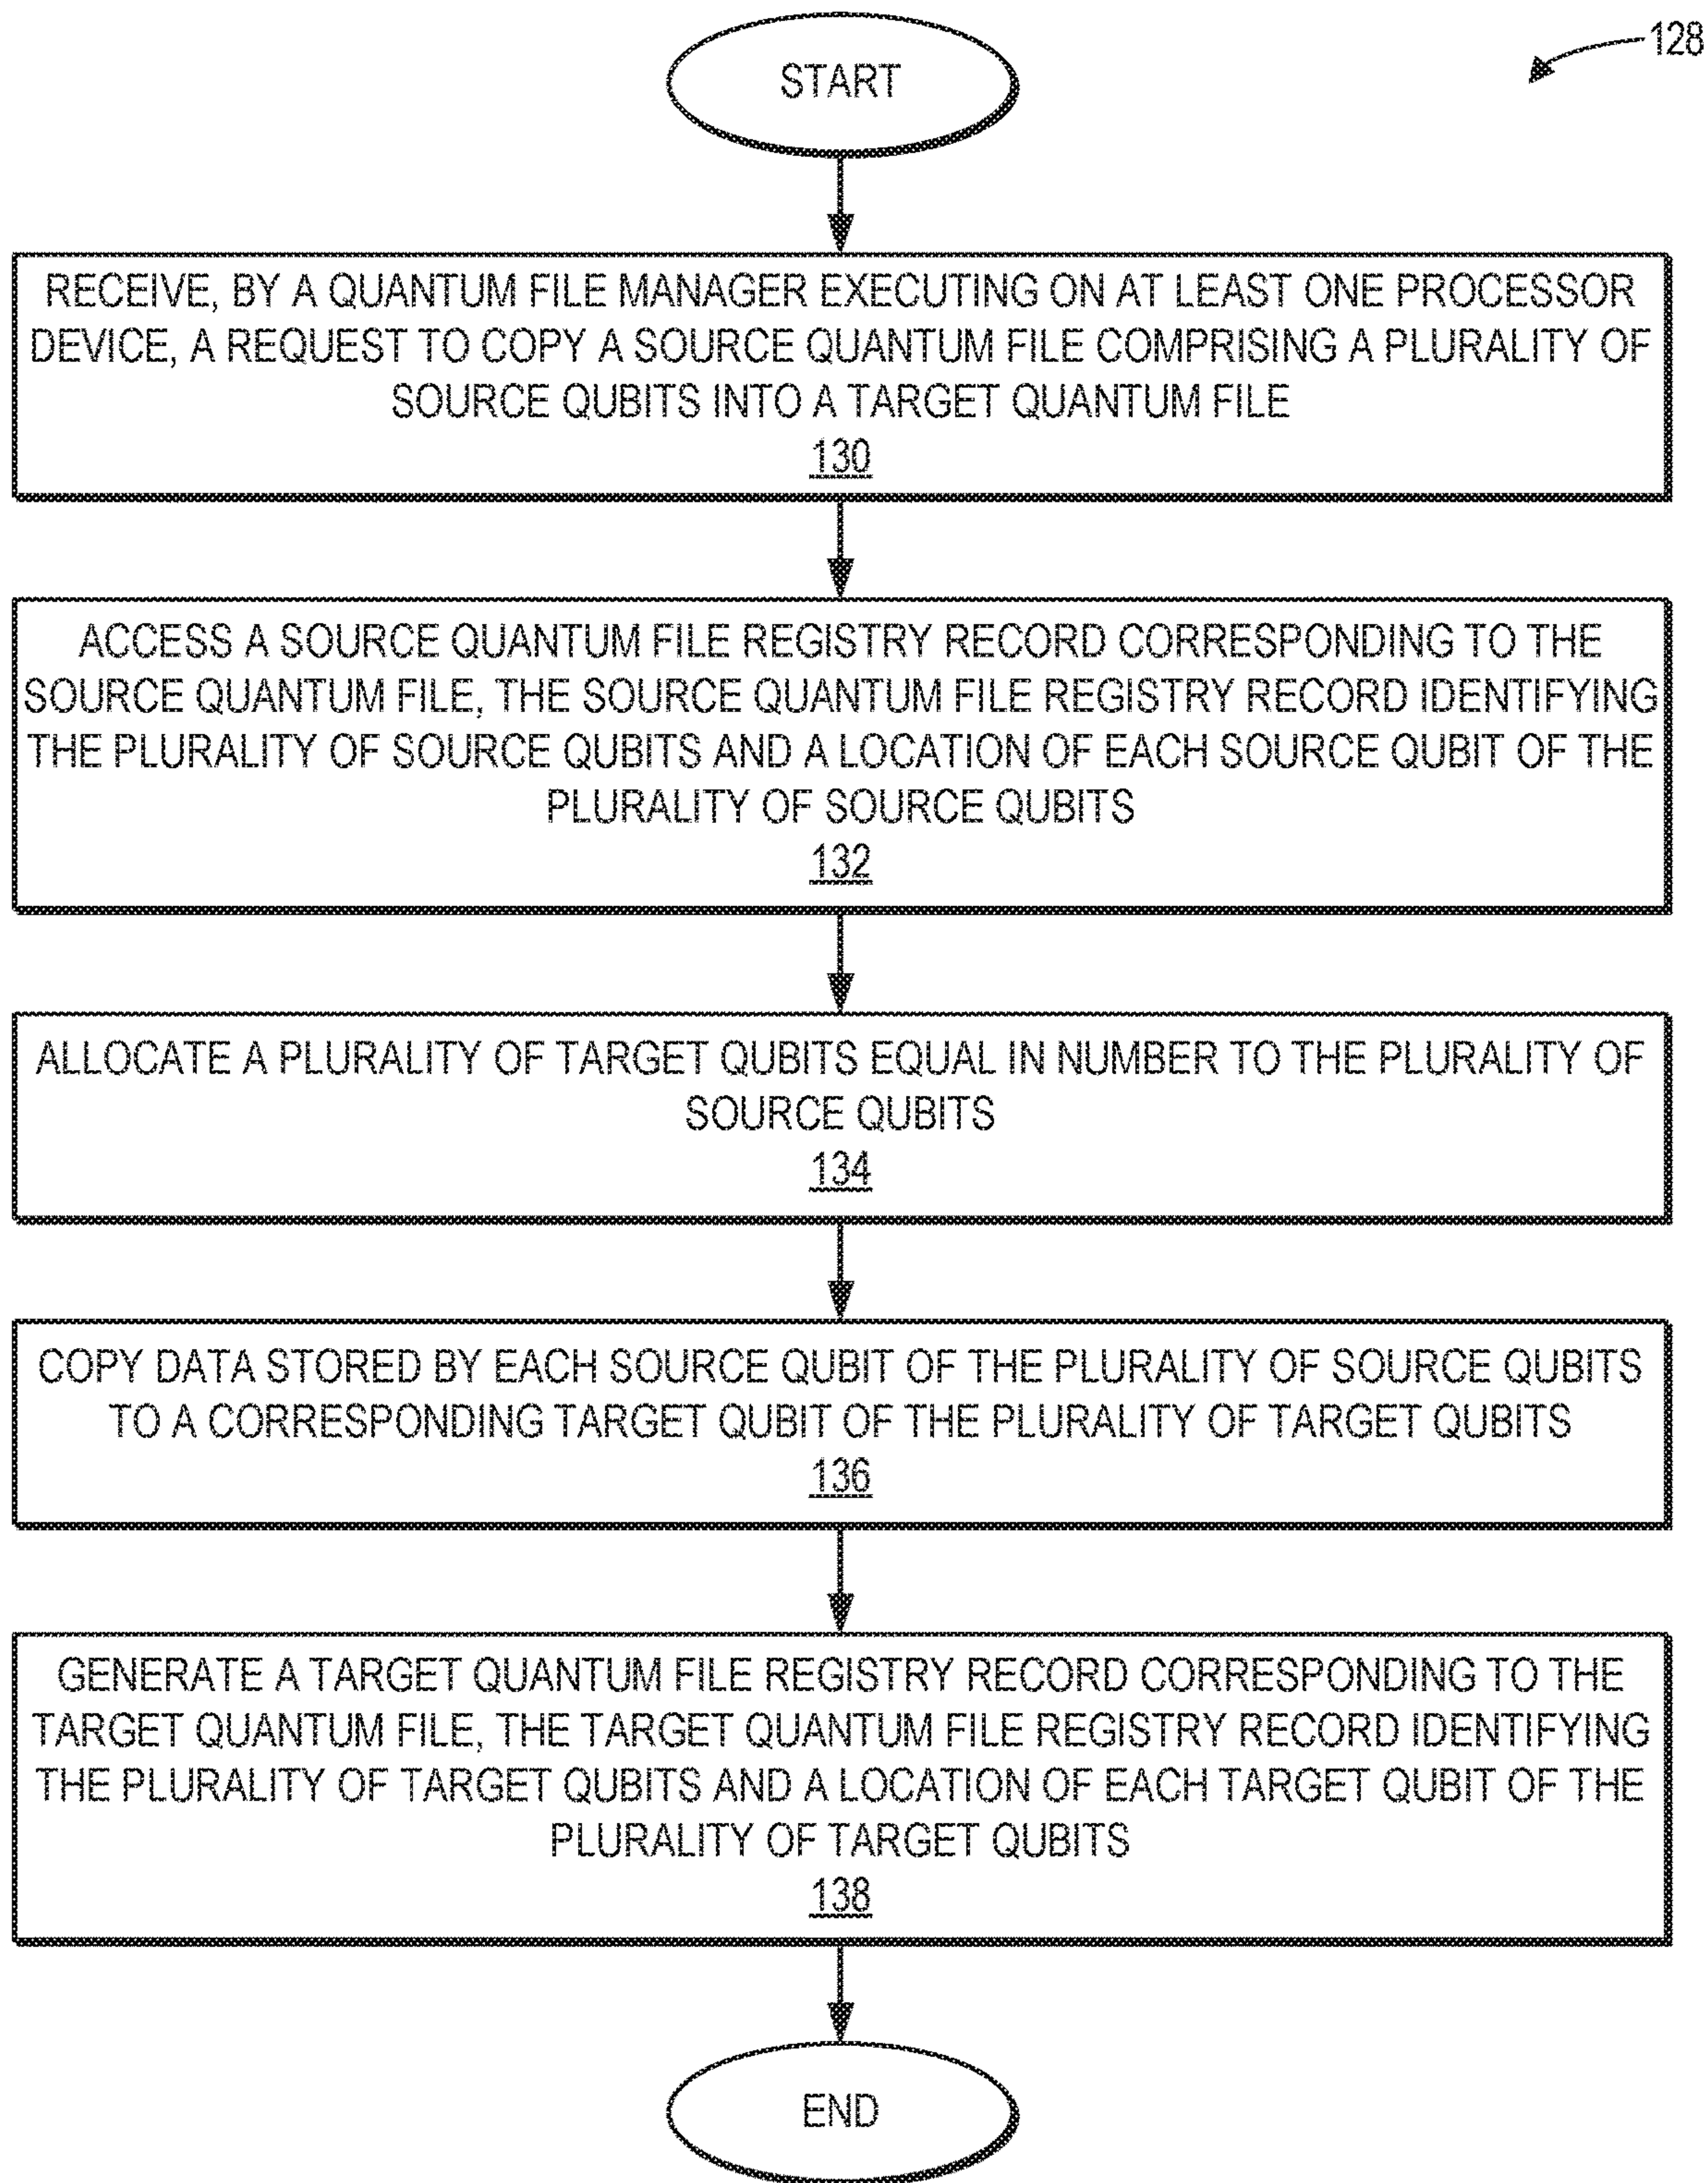 128
START
RECEIVE, BY A QUANTUM FILE MANAGER EXECUTING ON AT LEAST ONE PROCESSOR
DEVICE, A REQUEST TO COPY A SOURCE QUANTUM FILE COMPRISING A PLURALITY OF
SOURCE QUBITS INTO A TARGET QUANTUM FILE
130
ACCESS A SOURCE QUANTUM FILE REGISTRY RECORD CORRESPONDING TO THE
SOURCE QUANTUM FILE, THE SOURCE QUANTUM FILE REGISTRY RECORD IDENTIFYING
THE PLURALITY OF SOURCE QUBITS AND A LOCATION OF EACH SOURCE QUBIT OF THE
PLURALITY OF SOURCE QUBITS
132
ALLOCATE A PLURALITY OF TARGET QUBITS EQUAL IN NUMBER TO THE PLURALITY OF
SOURCE QUBITS
134
COPY DATA STORED BY EACH SOURCE QUBIT OF THE PLURALITY OF SOURCE QUBITS
TO A CORRESPONDING TARGET QUBIT OF THE PLURALITY OF TARGET QUBITS
136
GENERATE A TARGET QUANTUM FILE REGISTRY RECORD CORRESPONDING TO THE
TARGET QUANTUM FILE, THE TARGET QUANTUM FILE REGISTRY RECORD IDENTIFYING
THE PLURALITY OF TARGET QUBITS AND A LOCATION OF EACH TARGET QUBIT OF THE
PLURALITY OF TARGET QUBITS
138
END